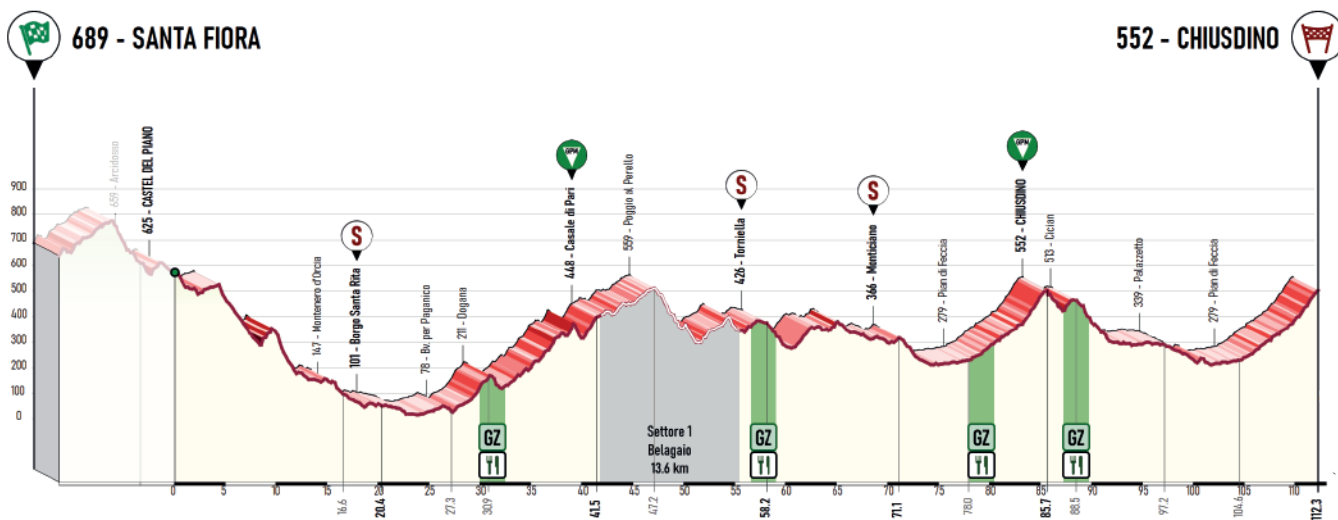 689 - SANTA FIORA
552 - CHIUSDINO
659 - Arcidosso
625 - CASTEL DEL PIANO
147 - Montenero d'Orcia
S
101 - Borgo Santa Rita
78 - Bv. per Paganico
211 - Dogana
GPM
448 - Casale di Pari
559 - Poggio al Perello
S
426 - Torniella
S
366 - Monticiano
279 - Pian di Feccia
GPM
552 - CHIUSDINO
513 - Ciciano
339 - Palazzetto
279 - Pian di Feccia
900
800
700
600
500
400
300
200
100
0
GZ
Settore 1
Belagaio
13.6 km
GZ
GZ
GZ
0 5 10 15 20 25 30 35 40 45 50 55 60 65 70 75 80 85 90 95 100 105 110
16.6 20.4 27.3 30.9 41.5 47.2 58.2 71.1 78.0 85.7 88.5 97.2 104.6 112.3